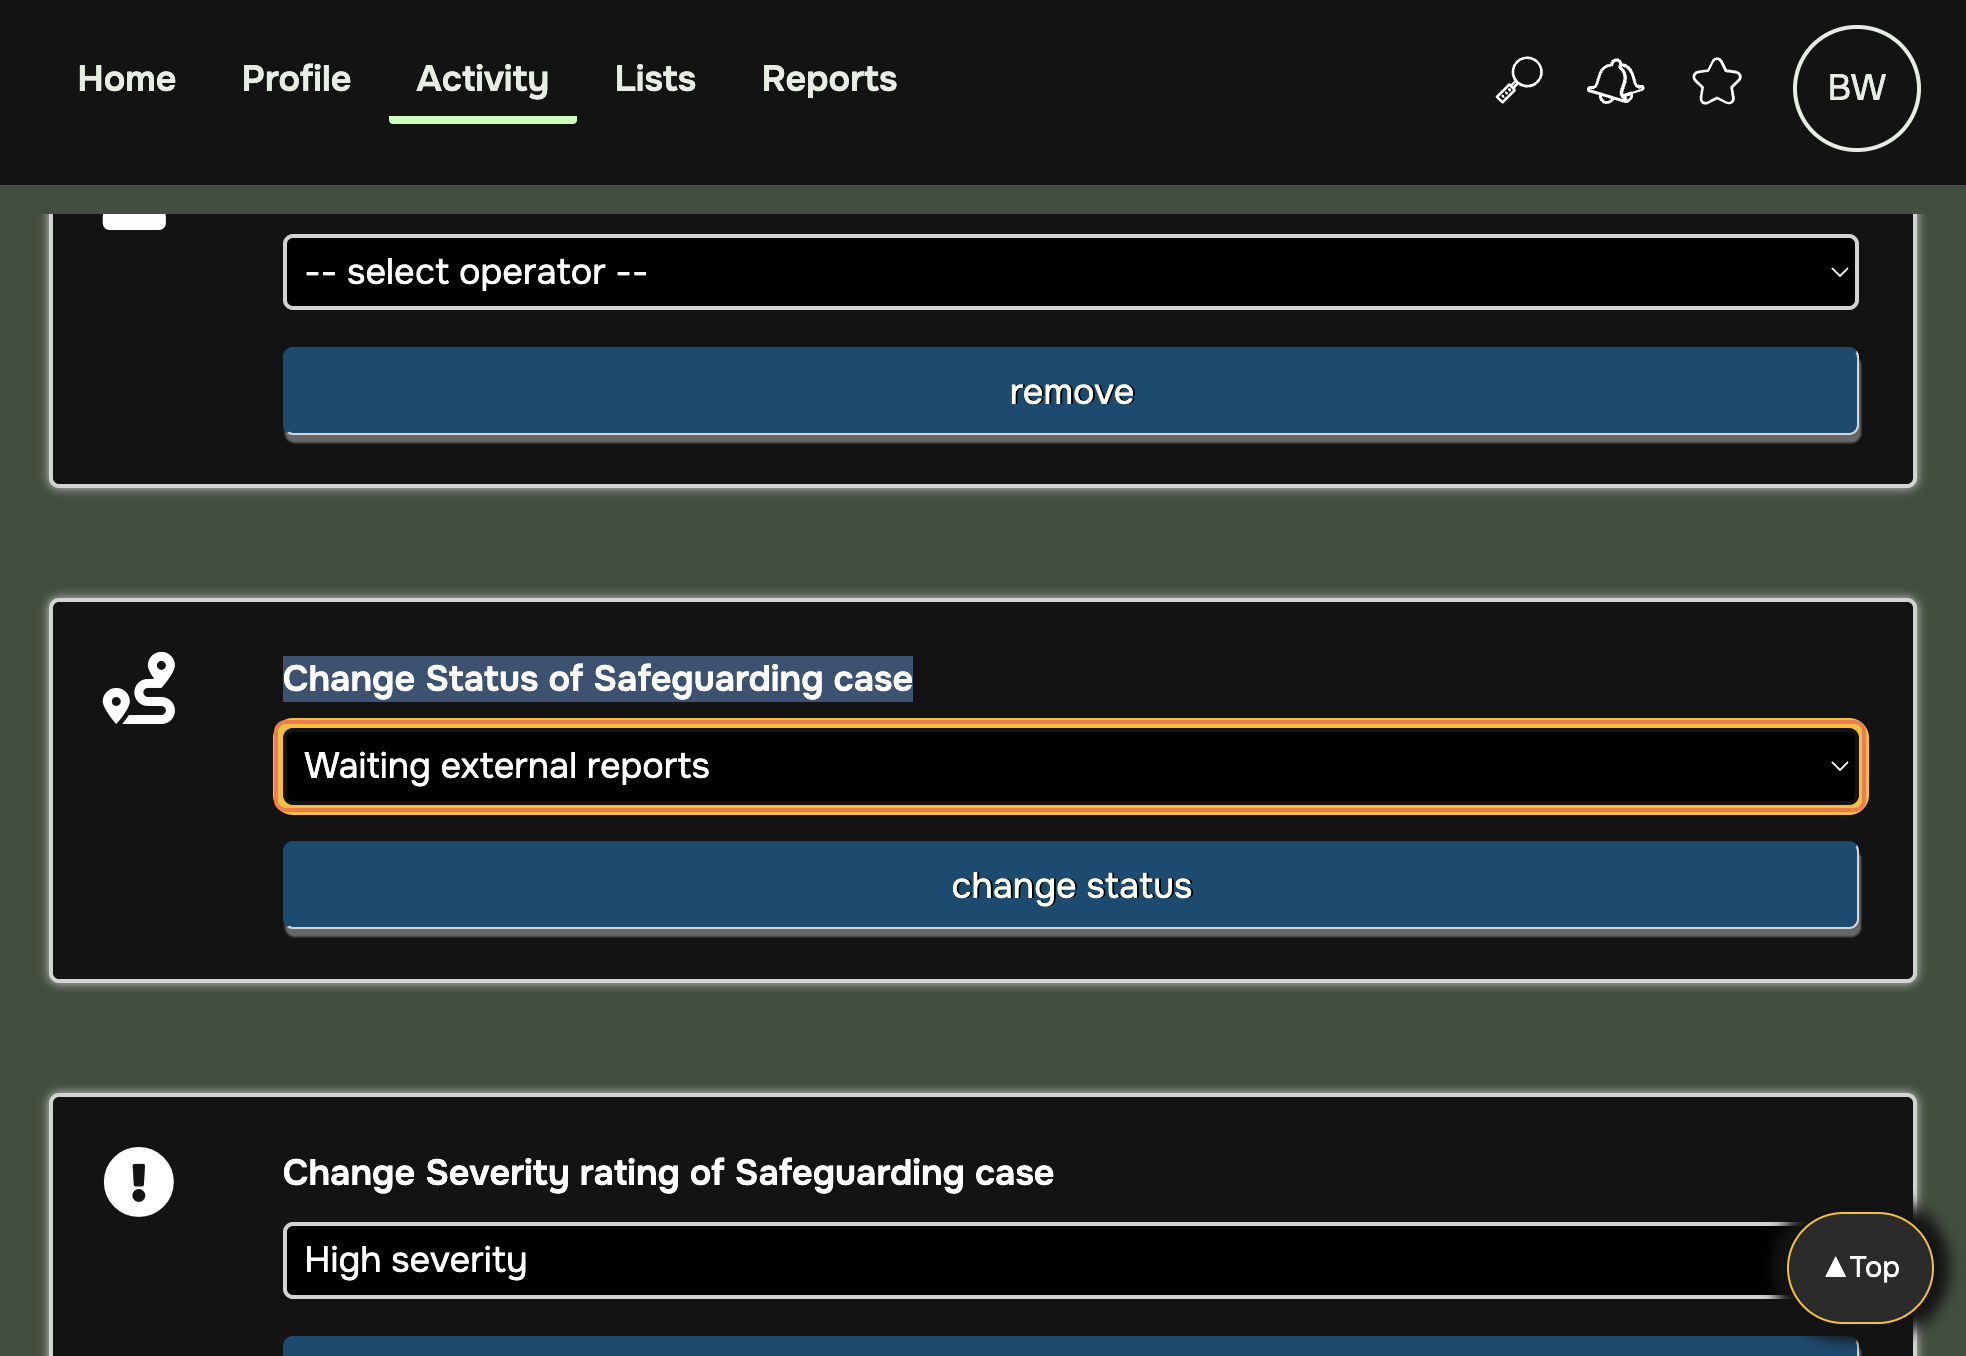 Home Profile Activity Lists Reports
BW
-- select operator --
remove
Change Status of Safeguarding case
Waiting external reports
change status
Change Severity rating of Safeguarding case
High severity
▲Top